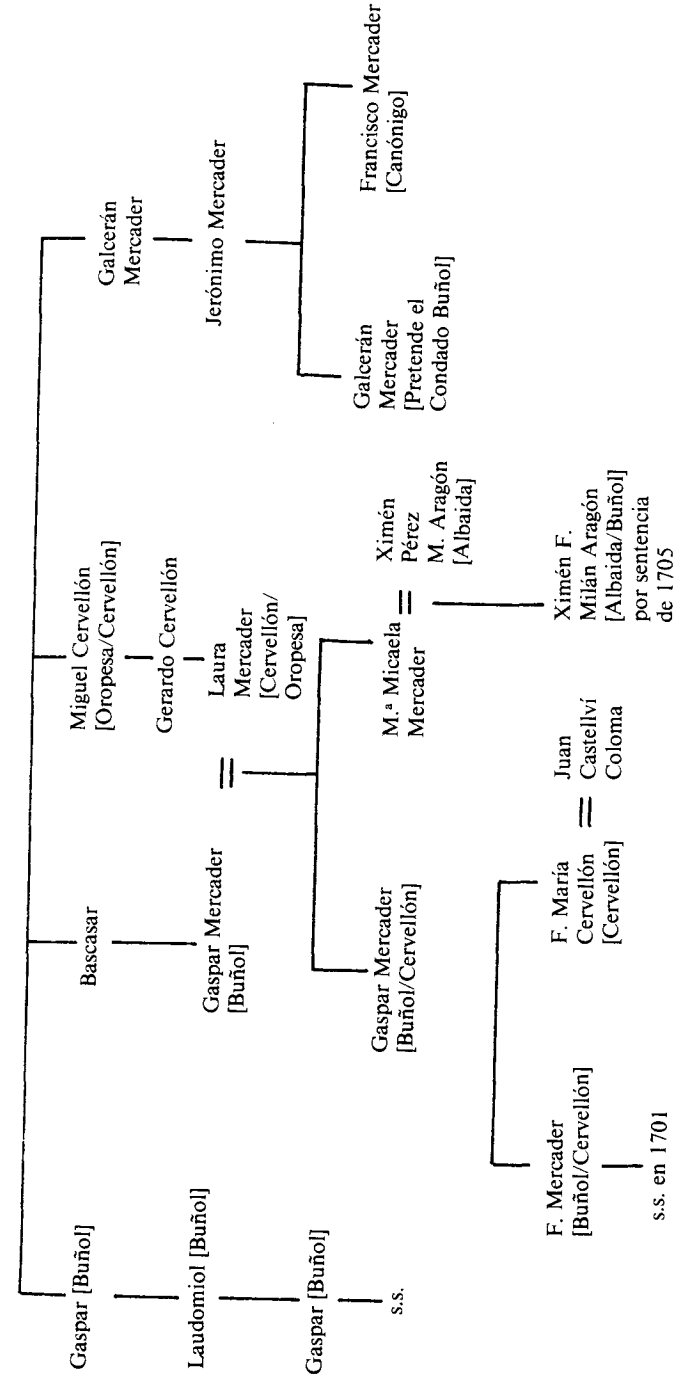 Gaspar [Buñol]
Laudomiol [Buñol]
Gaspar [Buñol]
s.s.
Bascasar
Gaspar Mercader
[Buñol]
=
Miguel Cervellón
[Oropesa/Cervellón]
Gerardo Cervellón
Laura
Mercader
[Cervellón/
Oropesa]
Galcerán
Mercader
Jerónimo Mercader
Gaspar Mercader
[Buñol/Cervellón]
M.ª Micaela
Mercader
=
Ximén
Pérez
M. Aragón
[Albaida]
Galcerán
Mercader
[Pretende el
Condado Buñol]
Francisco Mercader
[Canónigo]
F. Mercader
[Buñol/Cervellón]
s.s. en 1701
F. María
Cervellón
[Cervellón]
=
Juan
Castellví
Coloma
Ximén F.
Milán Aragón
[Albaida/Buñol]
por sentencia
de 1705